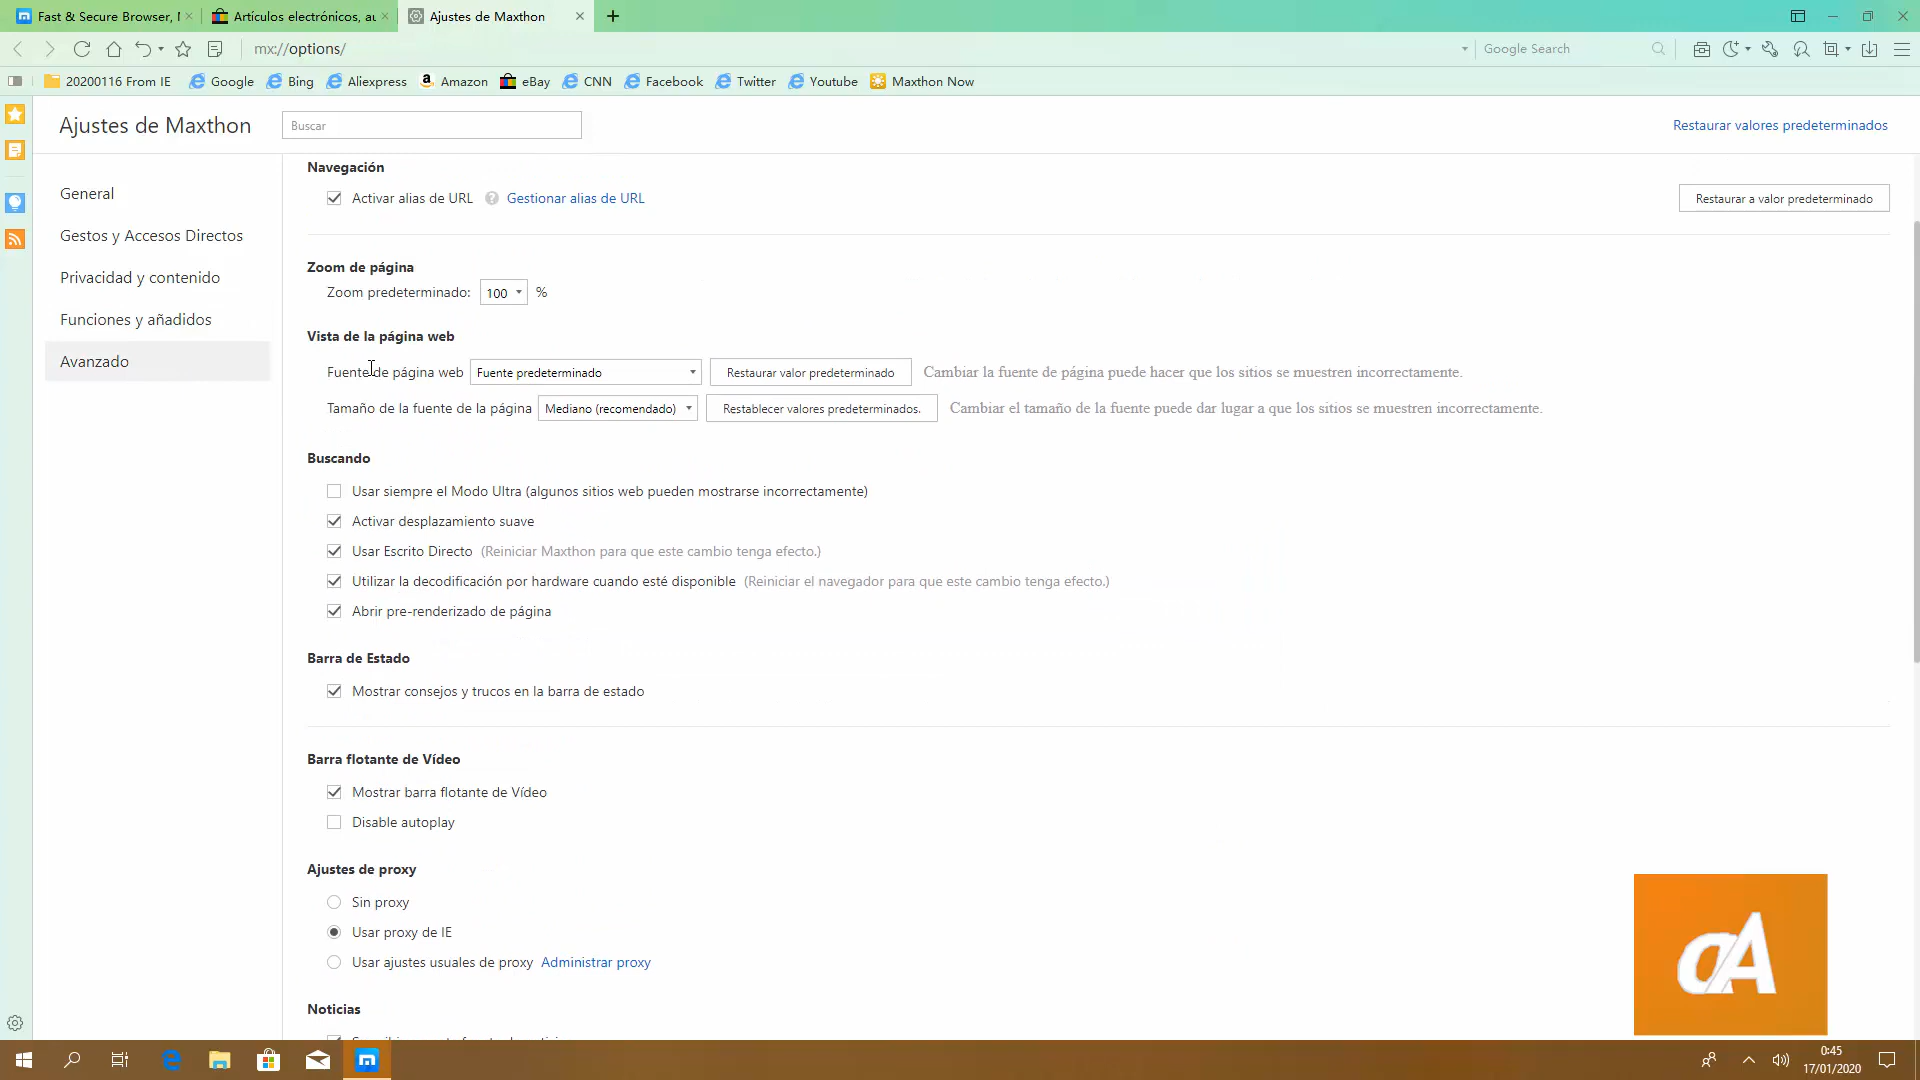 Fast & Secure Browser, M
Artículos electrónicos, au
Ajustes de Maxthon
mx://options/
Google Search
20200116 From IE
Google
Bing
Aliexpress
Amazon
eBay
CNN
Facebook
Twitter
Youtube
Maxthon Now
Ajustes de Maxthon
Buscar
Restaurar valores predeterminados
General
Gestos y Accesos Directos
Privacidad y contenido
Funciones y añadidos
Avanzado
Navegación
Activar alias de URL ? Gestionar alias de URL
Restaurar a valor predeterminado
Zoom de página
Zoom predeterminado: 100 %
Vista de la página web
Fuente de página web Fuente predeterminado Restaurar valor predeterminado Cambiar la fuente de página puede hacer que los sitios se muestren incorrectamente.
Tamaño de la fuente de la página Mediano (recomendado) Restablecer valores predeterminados. Cambiar el tamaño de la fuente puede dar lugar a que los sitios se muestren incorrectamente.
Buscando
Usar siempre el Modo Ultra (algunos sitios web pueden mostrarse incorrectamente)
Activar desplazamiento suave
Usar Escrito Directo (Reiniciar Maxthon para que este cambio tenga efecto.)
Utilizar la decodificación por hardware cuando esté disponible (Reiniciar el navegador para que este cambio tenga efecto.)
Abrir pre-renderizado de página
Barra de Estado
Mostrar consejos y trucos en la barra de estado
Barra flotante de Vídeo
Mostrar barra flotante de Vídeo
Disable autoplay
Ajustes de proxy
Sin proxy
Usar proxy de IE
Usar ajustes usuales de proxy Administrar proxy
Noticias
0:45
17/01/2020